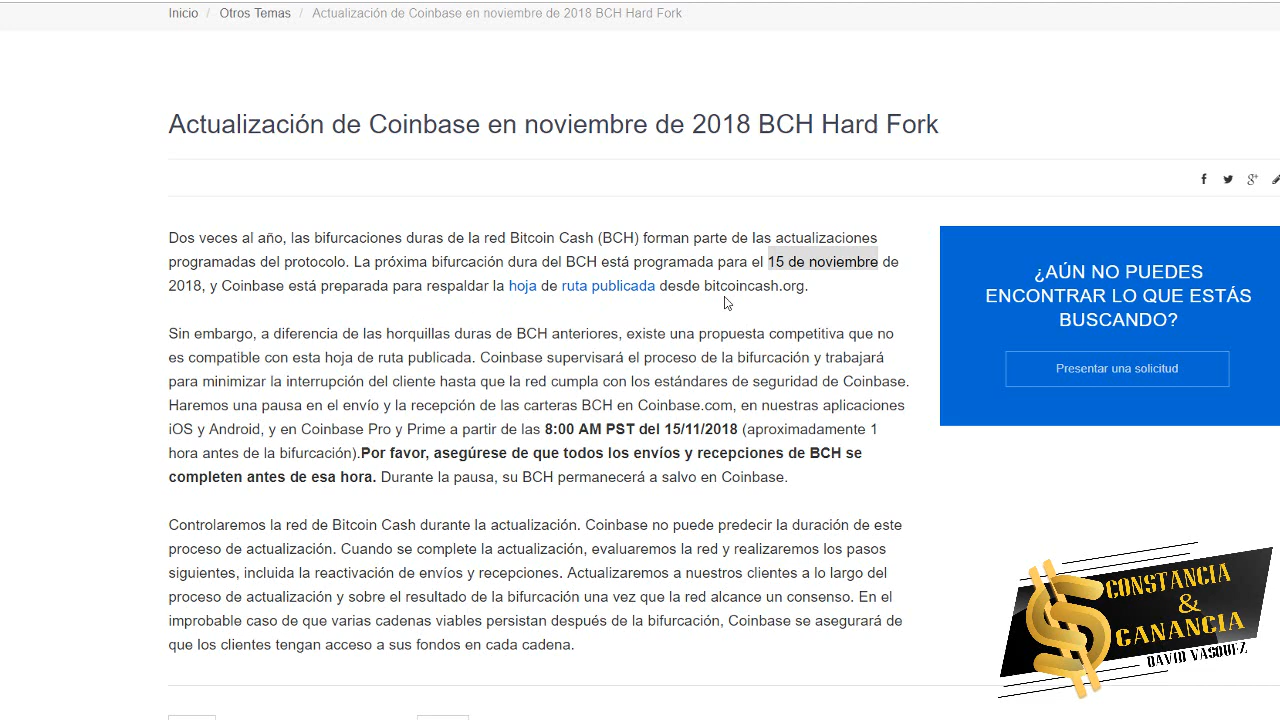 Inicio / Otros Temas / Actualización de Coinbase en noviembre de 2018 BCH Hard Fork
Actualización de Coinbase en noviembre de 2018 BCH Hard Fork
Dos veces al año, las bifurcaciones duras de la red Bitcoin Cash (BCH) forman parte de las actualizaciones
programadas del protocolo. La próxima bifurcación dura del BCH está programada para el 15 de noviembre de
2018, y Coinbase está preparada para respaldar la hoja de ruta publicada desde bitcoincash.org.
Sin embargo, a diferencia de las horquillas duras de BCH anteriores, existe una propuesta competitiva que no
es compatible con esta hoja de ruta publicada. Coinbase supervisará el proceso de la bifurcación y trabajará
para minimizar la interrupción del cliente hasta que la red cumpla con los estándares de seguridad de Coinbase.
Haremos una pausa en el envío y la recepción de las carteras BCH en Coinbase.com, en nuestras aplicaciones
iOS y Android, y en Coinbase Pro y Prime a partir de las 8:00 AM PST del 15/11/2018 (aproximadamente 1
hora antes de la bifurcación).Por favor, asegúrese de que todos los envíos y recepciones de BCH se
completen antes de esa hora. Durante la pausa, su BCH permanecerá a salvo en Coinbase.
Controlaremos la red de Bitcoin Cash durante la actualización. Coinbase no puede predecir la duración de este
proceso de actualización. Cuando se complete la actualización, evaluaremos la red y realizaremos los pasos
siguientes, incluida la reactivación de envíos y recepciones. Actualizaremos a nuestros clientes a lo largo del
proceso de actualización y sobre el resultado de la bifurcación una vez que la red alcance un consenso. En el
improbable caso de que varias cadenas viables persistan después de la bifurcación, Coinbase se asegurará de
que los clientes tengan acceso a sus fondos en cada cadena.
¿AÚN NO PUEDES
ENCONTRAR LO QUE ESTÁS
BUSCANDO?
Presentar una solicitud
CONSTANCIA
&
GANANCIA
DAVID VASQUEZ